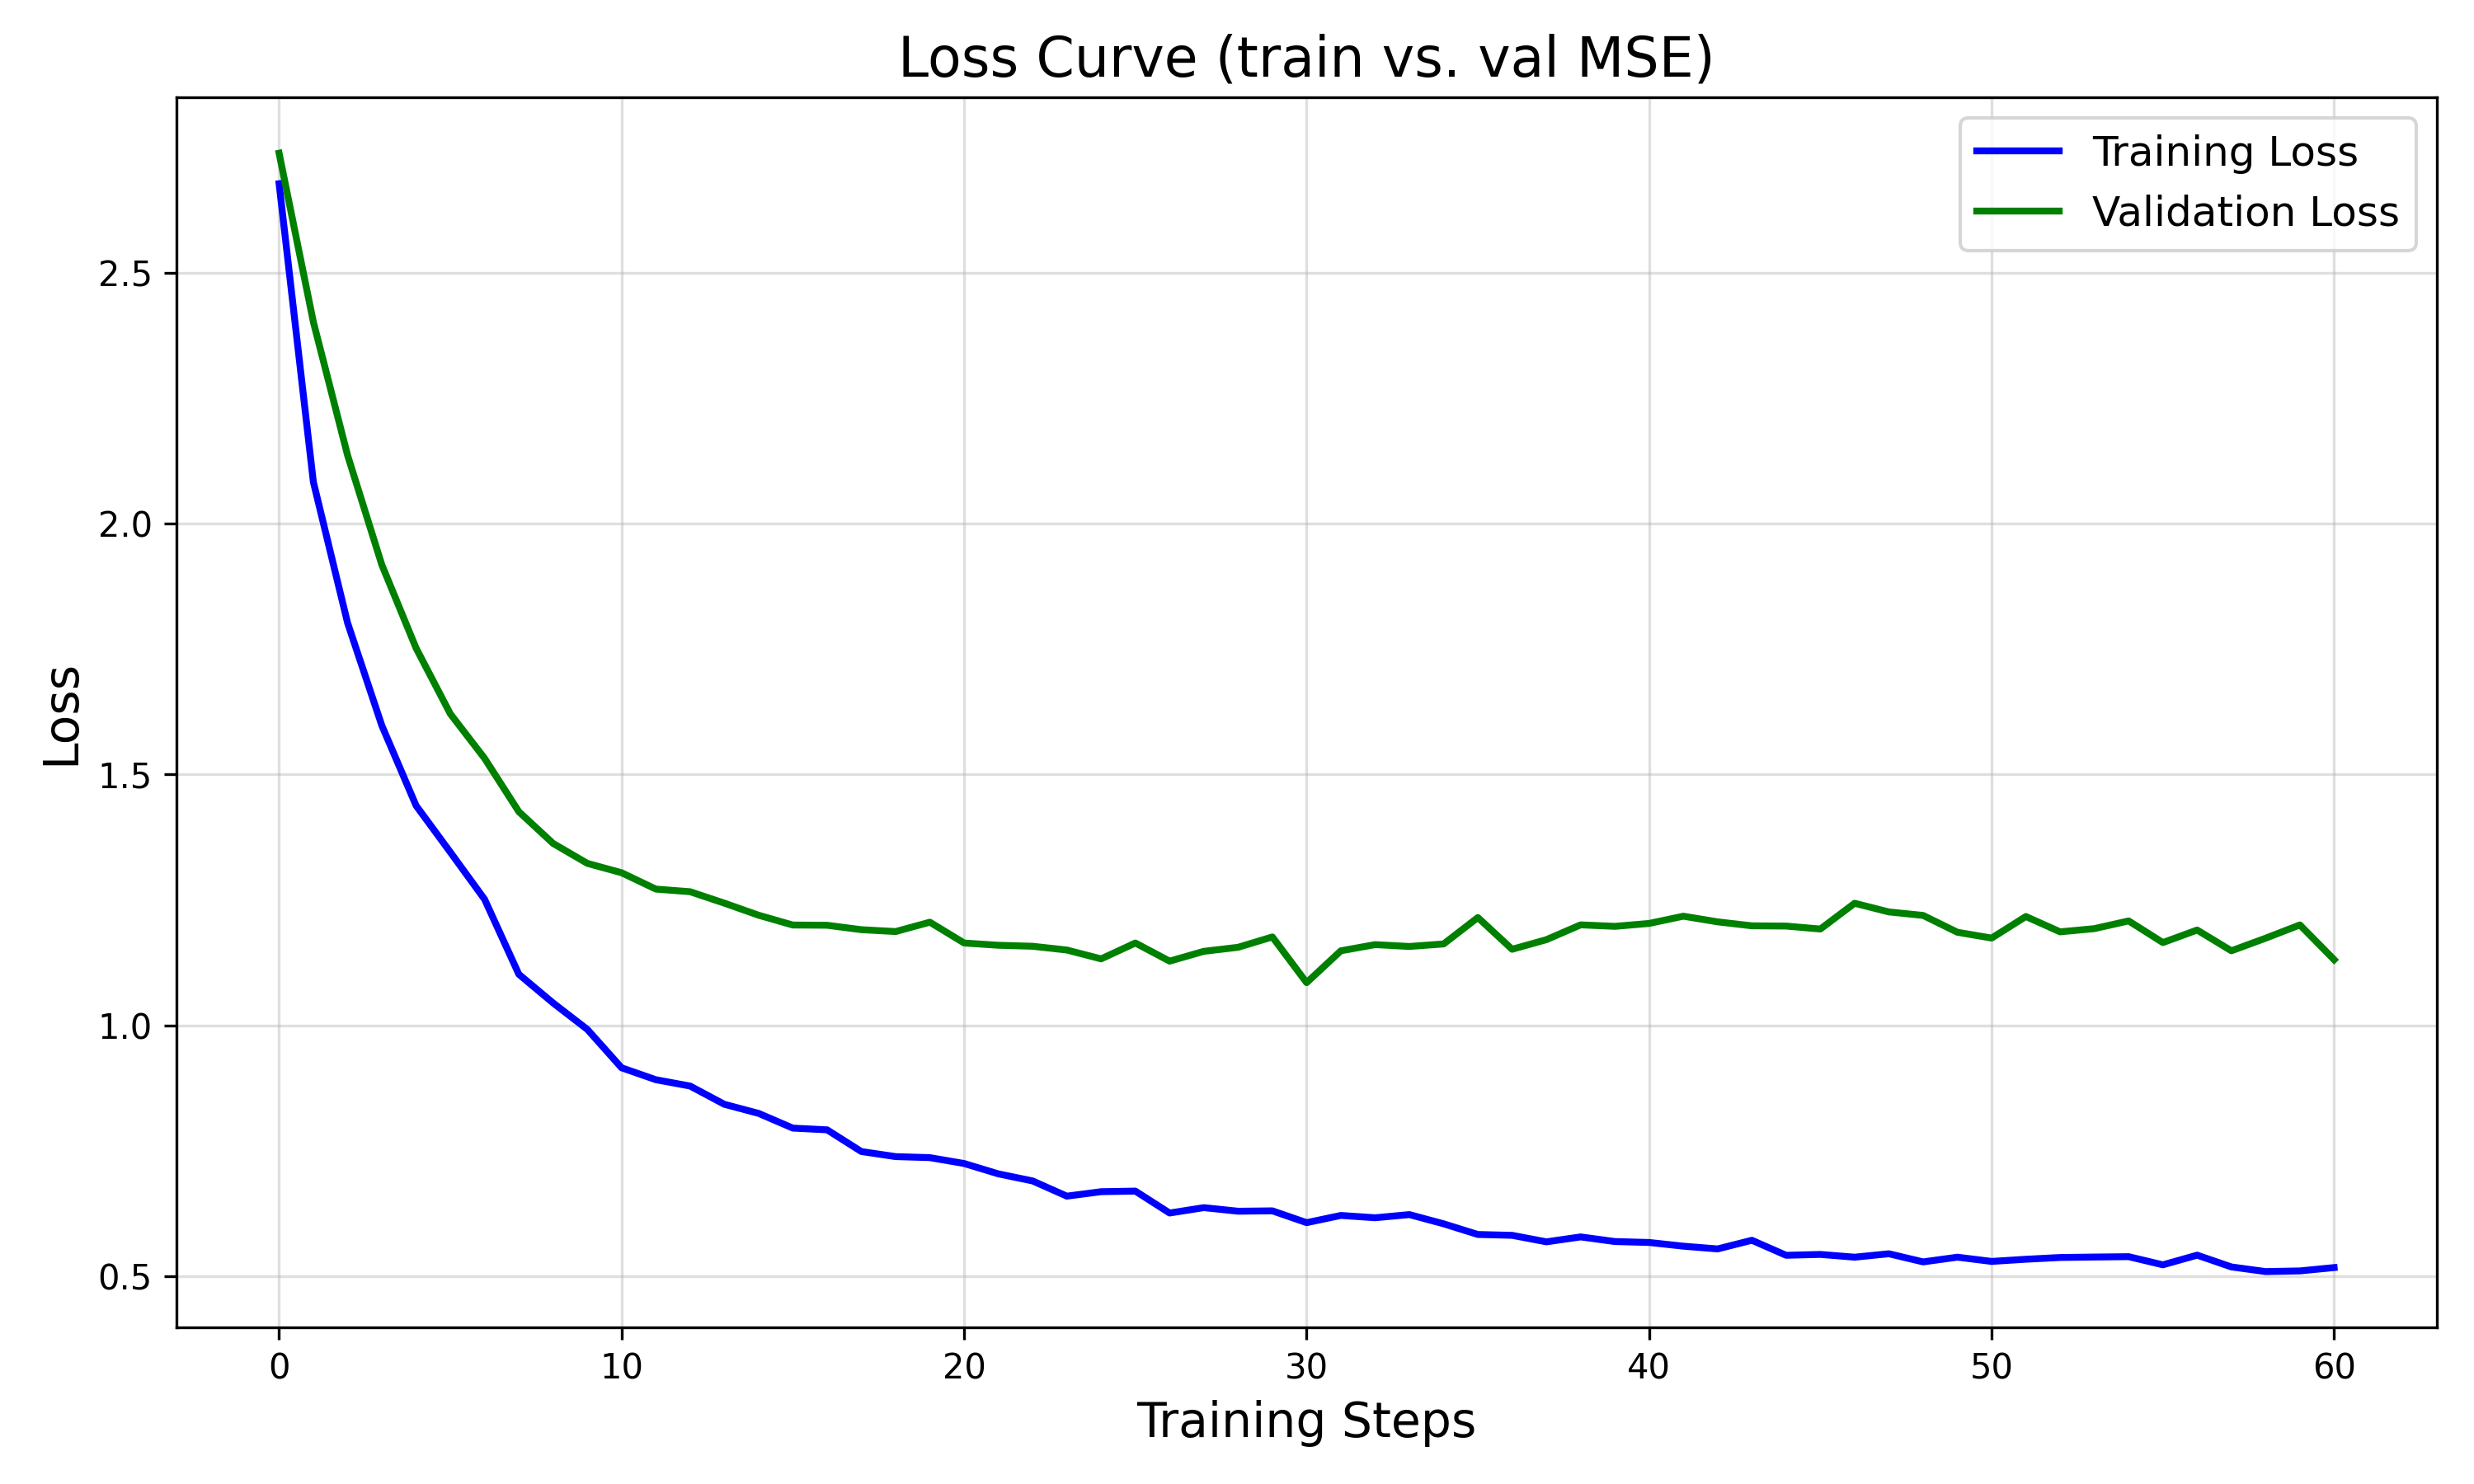 Loss Curve (train vs. val MSE)
Training Loss
Validation Loss
Loss
2.5
2.0
1.5
1.0
0.5
0 10 20 30 40 50 60
Training Steps